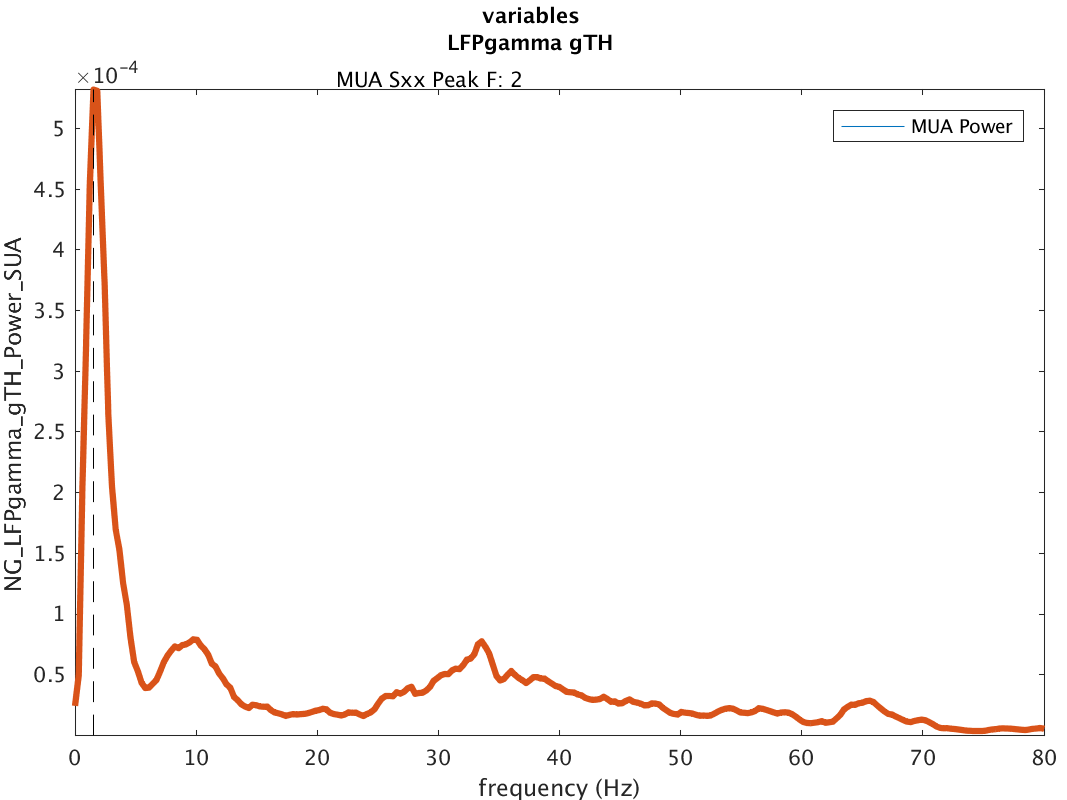 variables
LFPgamma gTH
×10⁻⁴
MUA Sxx Peak F: 2
MUA Power
5
4.5
4
3.5
3
2.5
2
1.5
1
0.5
NG_LFPgamma_gTH_Power_SUA
0 10 20 30 40 50 60 70 80
frequency (Hz)